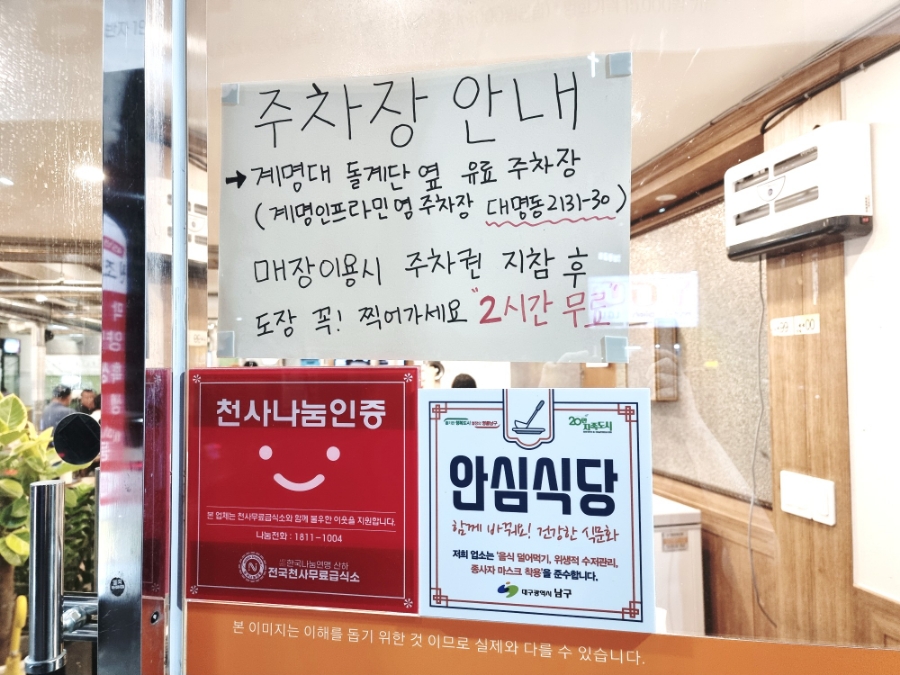 주차장 안내
→계명대 돌계단 옆 유료 주차장
(계명인프라민영주차장 대명동 2131-30)
매장이용시 주차권 지참 후
도장 꼭! 찍어가세요 "2시간 무료"
천사나눔인증
본 업체는 천사무료급식소와 함께 불우한 이웃을 지원합니다.
나눔전화 : 1811-1004
전국천사무료급식소
안심식당
함께 바꿔요! 건강한 식문화
저희 업소는 '음식 덜어먹기, 위생적 수저관리,
종사자 마스크 착용'을 준수합니다.
대구광역시 남구
본 이미지는 이해를 돕기 위한 것 이므로 실제와 다를 수 있습니다.